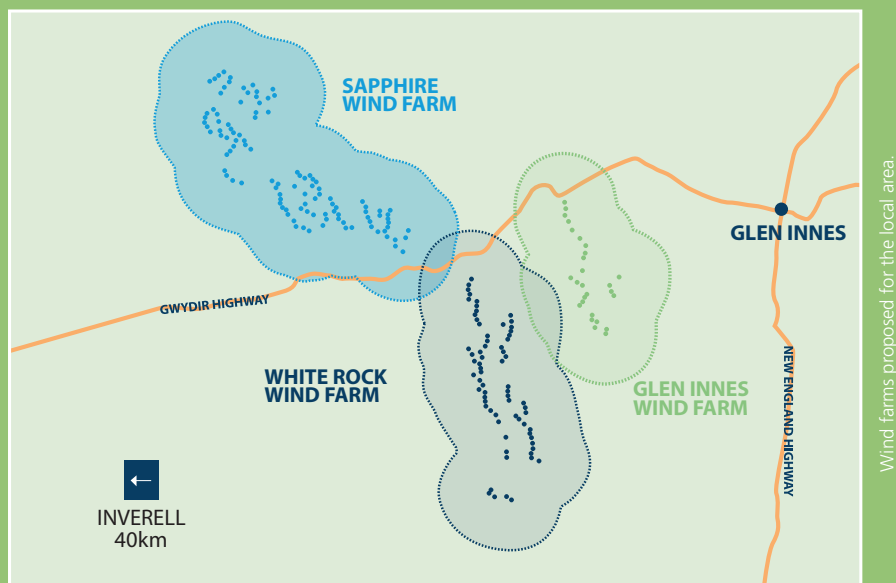 SAPPHIRE
WIND FARM
GLEN INNES
GWYDIR HIGHWAY
WHITE ROCK
WIND FARM
GLEN INNES
WIND FARM
NEW ENGLAND HIGHWAY
INVERELL
40km
Wind farms proposed for the local area.